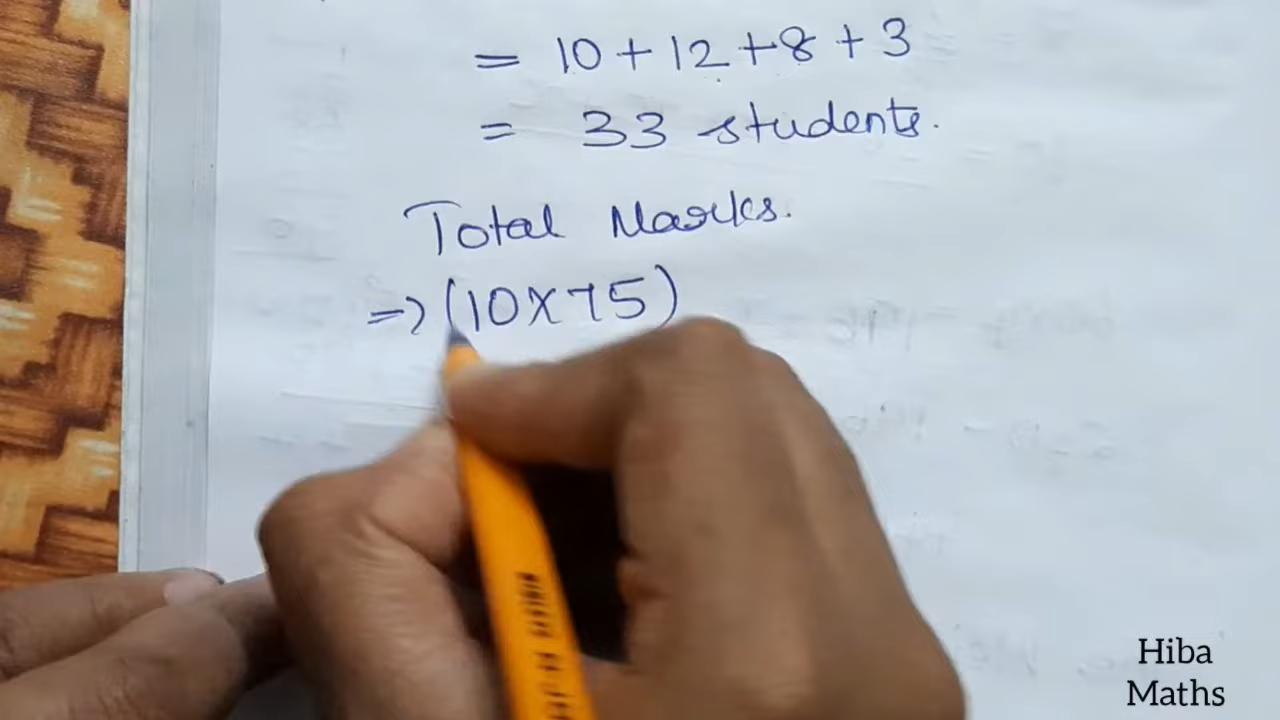 = 10 + 12 + 8 + 3
= 33 students.
Total Marks.
⇒ (10 × 75)
Hiba
Maths